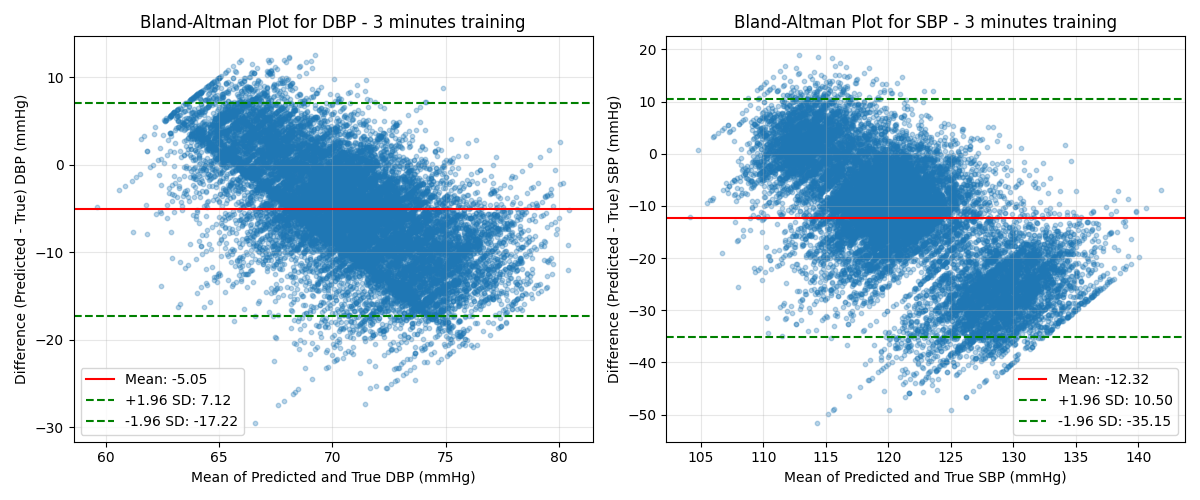 Bland-Altman Plot for DBP - 3 minutes training
Difference (Predicted - True) DBP (mmHg)
10
0
−10
−20
−30
Mean: -5.05
+1.96 SD: 7.12
-1.96 SD: -17.22
60
65
70
75
80
Mean of Predicted and True DBP (mmHg)
Bland-Altman Plot for SBP - 3 minutes training
Difference (Predicted - True) SBP (mmHg)
20
10
0
−10
−20
−30
−40
−50
Mean: -12.32
+1.96 SD: 10.50
-1.96 SD: -35.15
105
110
115
120
125
130
135
140
Mean of Predicted and True SBP (mmHg)